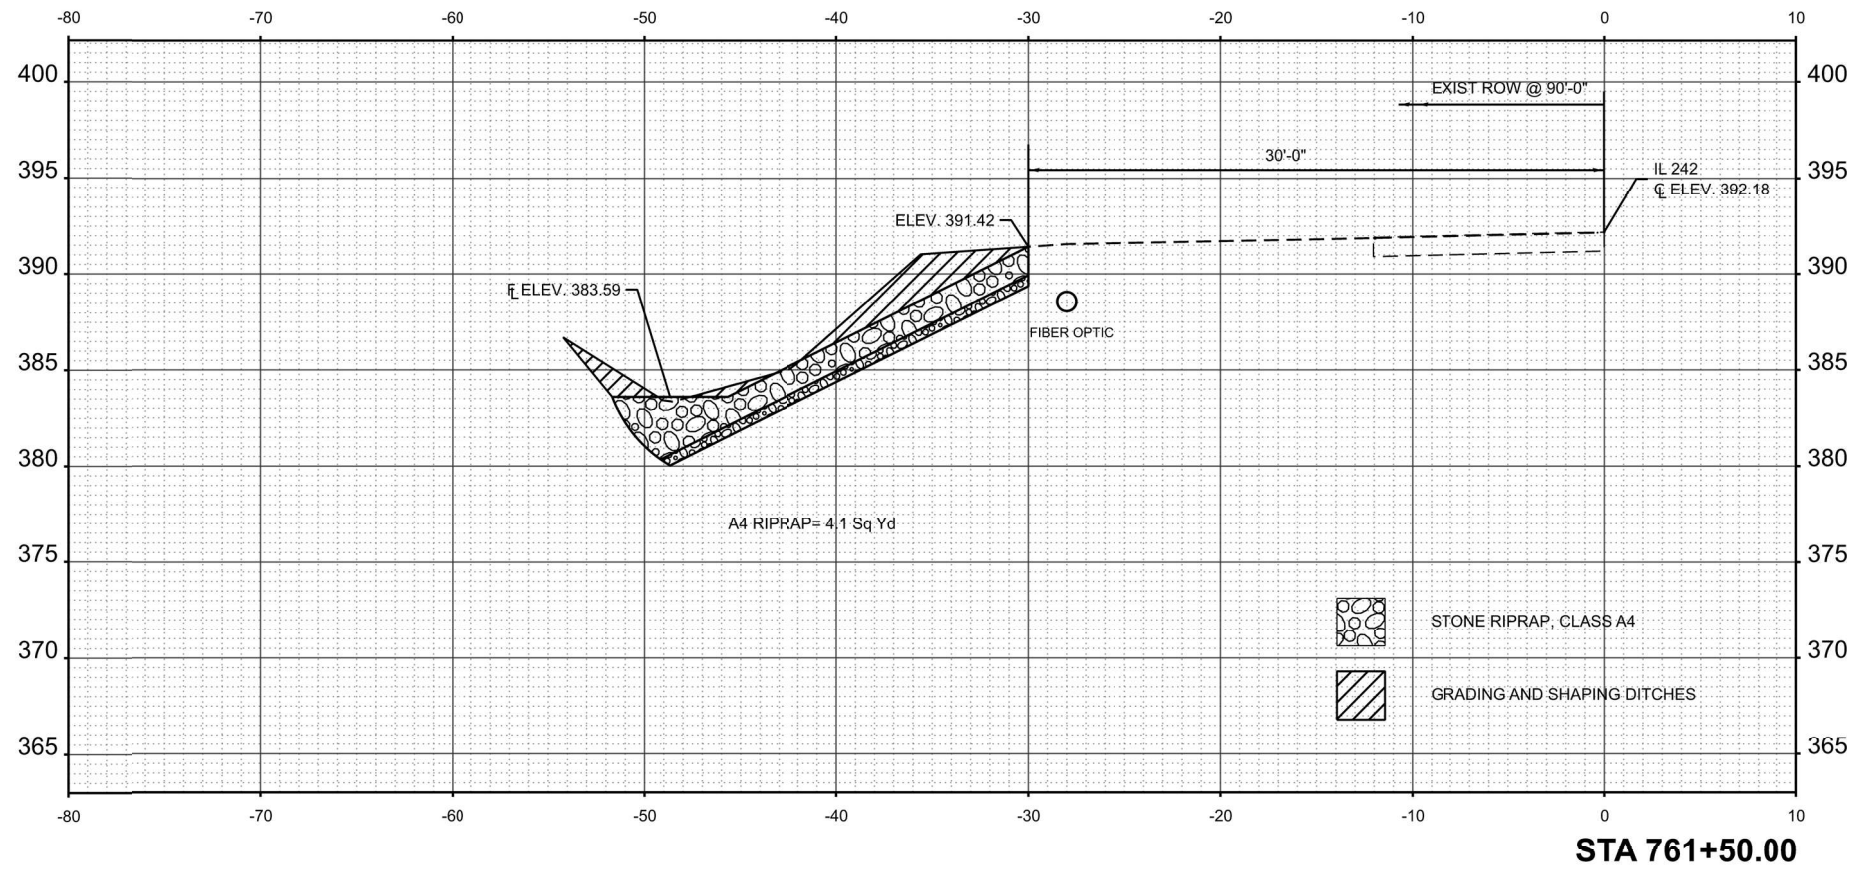 -80 -70 -60 -50 -40 -30 -20 -10 0 10
400 400
EXIST ROW @ 90'-0"
30'-0"
395 395
IL 242
℄ ELEV. 392.18
ELEV. 391.42
390 390
FL ELEV. 383.59
FIBER OPTIC
385 385
380 380
A4 RIPRAP= 4.1 Sq Yd
375 375
STONE RIPRAP, CLASS A4
370 370
GRADING AND SHAPING DITCHES
365 365
-80 -70 -60 -50 -40 -30 -20 -10 0 10
STA 761+50.00